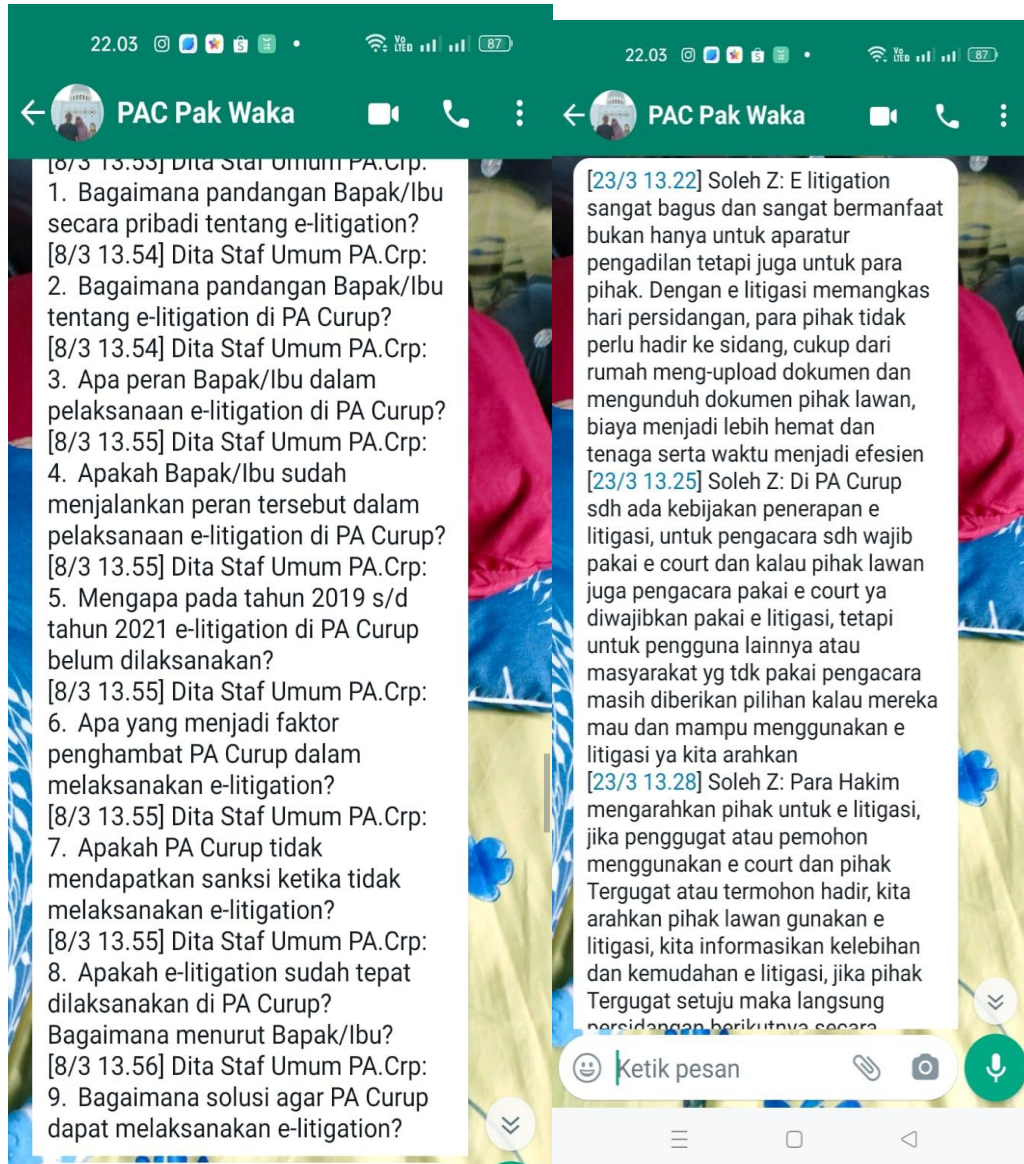 22.03
Vo
LTED
87
PAC Pak Waka
[8/3 13.53] Dita Staf Umum PA.Crp:
1. Bagaimana pandangan Bapak/Ibu
secara pribadi tentang e-litigation?
[8/3 13.54] Dita Staf Umum PA.Crp:
2. Bagaimana pandangan Bapak/Ibu
tentang e-litigation di PA Curup?
[8/3 13.54] Dita Staf Umum PA.Crp:
3. Apa peran Bapak/Ibu dalam
pelaksanaan e-litigation di PA Curup?
[8/3 13.55] Dita Staf Umum PA.Crp:
4. Apakah Bapak/Ibu sudah
menjalankan peran tersebut dalam
pelaksanaan e-litigation di PA Curup?
[8/3 13.55] Dita Staf Umum PA.Crp:
5. Mengapa pada tahun 2019 s/d
tahun 2021 e-litigation di PA Curup
belum dilaksanakan?
[8/3 13.55] Dita Staf Umum PA.Crp:
6. Apa yang menjadi faktor
penghambat PA Curup dalam
melaksanakan e-litigation?
[8/3 13.55] Dita Staf Umum PA.Crp:
7. Apakah PA Curup tidak
mendapatkan sanksi ketika tidak
melaksanakan e-litigation?
[8/3 13.55] Dita Staf Umum PA.Crp:
8. Apakah e-litigation sudah tepat
dilaksanakan di PA Curup?
Bagaimana menurut Bapak/Ibu?
[8/3 13.56] Dita Staf Umum PA.Crp:
9. Bagaimana solusi agar PA Curup
dapat melaksanakan e-litigation?
22.03
Vo
LTED
87
PAC Pak Waka
[23/3 13.22] Soleh Z: E litigation
sangat bagus dan sangat bermanfaat
bukan hanya untuk aparatur
pengadilan tetapi juga untuk para
pihak. Dengan e litigasi memangkas
hari persidangan, para pihak tidak
perlu hadir ke sidang, cukup dari
rumah meng-upload dokumen dan
mengunduh dokumen pihak lawan,
biaya menjadi lebih hemat dan
tenaga serta waktu menjadi efesien
[23/3 13.25] Soleh Z: Di PA Curup
sdh ada kebijakan penerapan e
litigasi, untuk pengacara sdh wajib
pakai e court dan kalau pihak lawan
juga pengacara pakai e court ya
diwajibkan pakai e litigasi, tetapi
untuk pengguna lainnya atau
masyarakat yg tdk pakai pengacara
masih diberikan pilihan kalau mereka
mau dan mampu menggunakan e
litigasi ya kita arahkan
[23/3 13.28] Soleh Z: Para Hakim
mengarahkan pihak untuk e litigasi,
jika penggugat atau pemohon
menggunakan e court dan pihak
Tergugat atau termohon hadir, kita
arahkan pihak lawan gunakan e
litigasi, kita informasikan kelebihan
dan kemudahan e litigasi, jika pihak
Tergugat setuju maka langsung
persidangan berikutnya secara
Ketik pesan